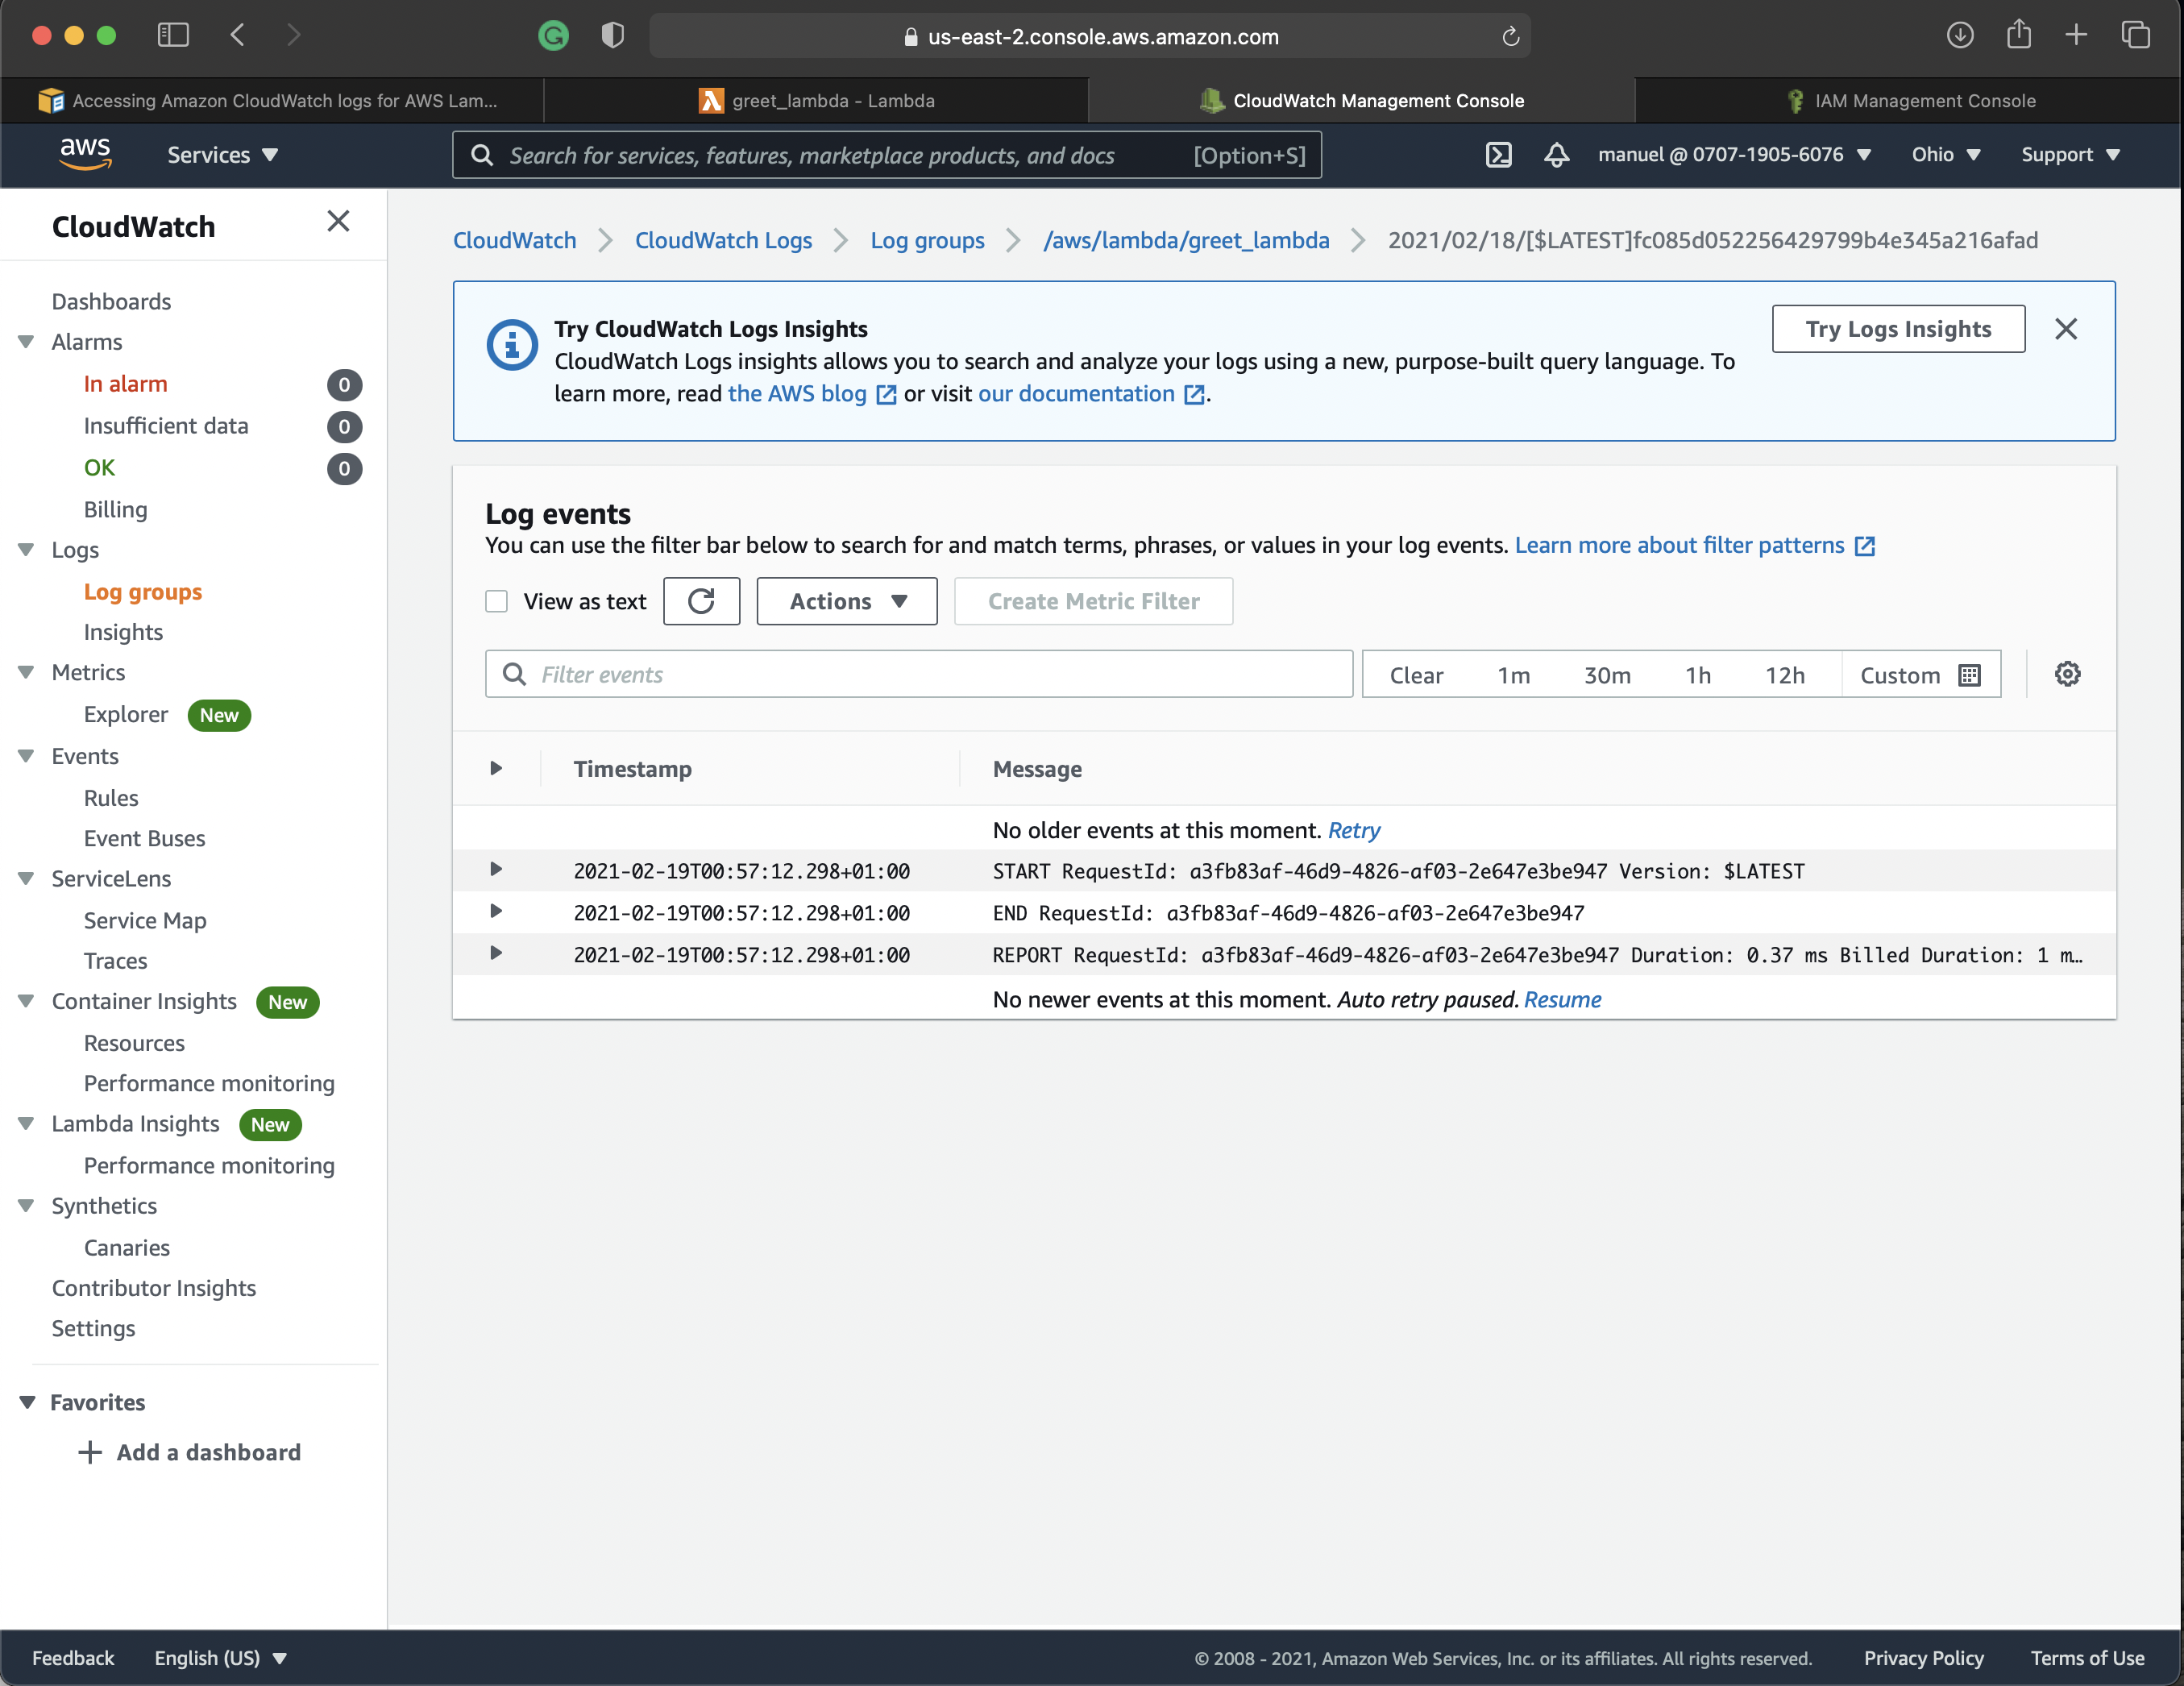 us-east-2.console.aws.amazon.com
Accessing Amazon CloudWatch logs for AWS Lam...
greet_lambda - Lambda
CloudWatch Management Console
IAM Management Console
aws
Services
Search for services, features, marketplace products, and docs [Option+S]
manuel @ 0707-1905-6076
Ohio
Support
CloudWatch
Dashboards
Alarms
In alarm 0
Insufficient data 0
OK 0
Billing
Logs
Log groups
Insights
Metrics
Explorer New
Events
Rules
Event Buses
ServiceLens
Service Map
Traces
Container Insights New
Resources
Performance monitoring
Lambda Insights New
Performance monitoring
Synthetics
Canaries
Contributor Insights
Settings
Favorites
Add a dashboard
CloudWatch CloudWatch Logs Log groups /aws/lambda/greet_lambda 2021/02/18/[$LATEST]fc085d052256429799b4e345a216afad
Try CloudWatch Logs Insights
CloudWatch Logs insights allows you to search and analyze your logs using a new, purpose-built query language. To
learn more, read the AWS blog or visit our documentation .
Try Logs Insights
Log events
You can use the filter bar below to search for and match terms, phrases, or values in your log events. Learn more about filter patterns
View as text
Actions
Create Metric Filter
Filter events
Clear 1m 30m 1h 12h Custom
Timestamp Message
No older events at this moment. Retry
2021-02-19T00:57:12.298+01:00 START RequestId: a3fb83af-46d9-4826-af03-2e647e3be947 Version: $LATEST
2021-02-19T00:57:12.298+01:00 END RequestId: a3fb83af-46d9-4826-af03-2e647e3be947
2021-02-19T00:57:12.298+01:00 REPORT RequestId: a3fb83af-46d9-4826-af03-2e647e3be947 Duration: 0.37 ms Billed Duration: 1 m…
No newer events at this moment. Auto retry paused. Resume
Feedback
English (US)
© 2008 - 2021, Amazon Web Services, Inc. or its affiliates. All rights reserved.
Privacy Policy
Terms of Use